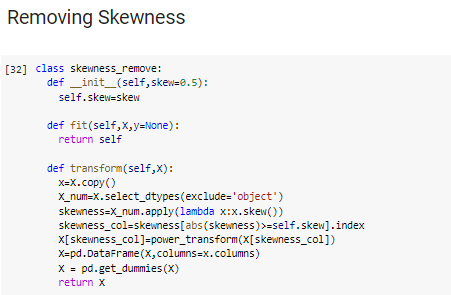 Removing Skewness
[32] class skewness_remove:
def __init__(self,skew=0.5):
self.skew=skew
def fit(self,X,y=None):
return self
def transform(self,X):
X=X.copy()
X_num=X.select_dtypes(exclude='object')
skewness=X_num.apply(lambda x:x.skew())
skewness_col=skewness[abs(skewness)>=self.skew].index
X[skewness_col]=power_transform(X[skewness_col])
X=pd.DataFrame(X,columns=X.columns)
X = pd.get_dummies(X)
return X